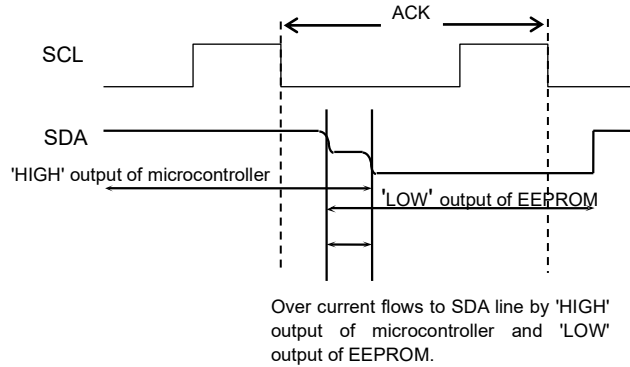 ACK
SCL
SDA
'HIGH' output of microcontroller
'LOW' output of EEPROM
Over current flows to SDA line by 'HIGH'
output of microcontroller and 'LOW'
output of EEPROM.